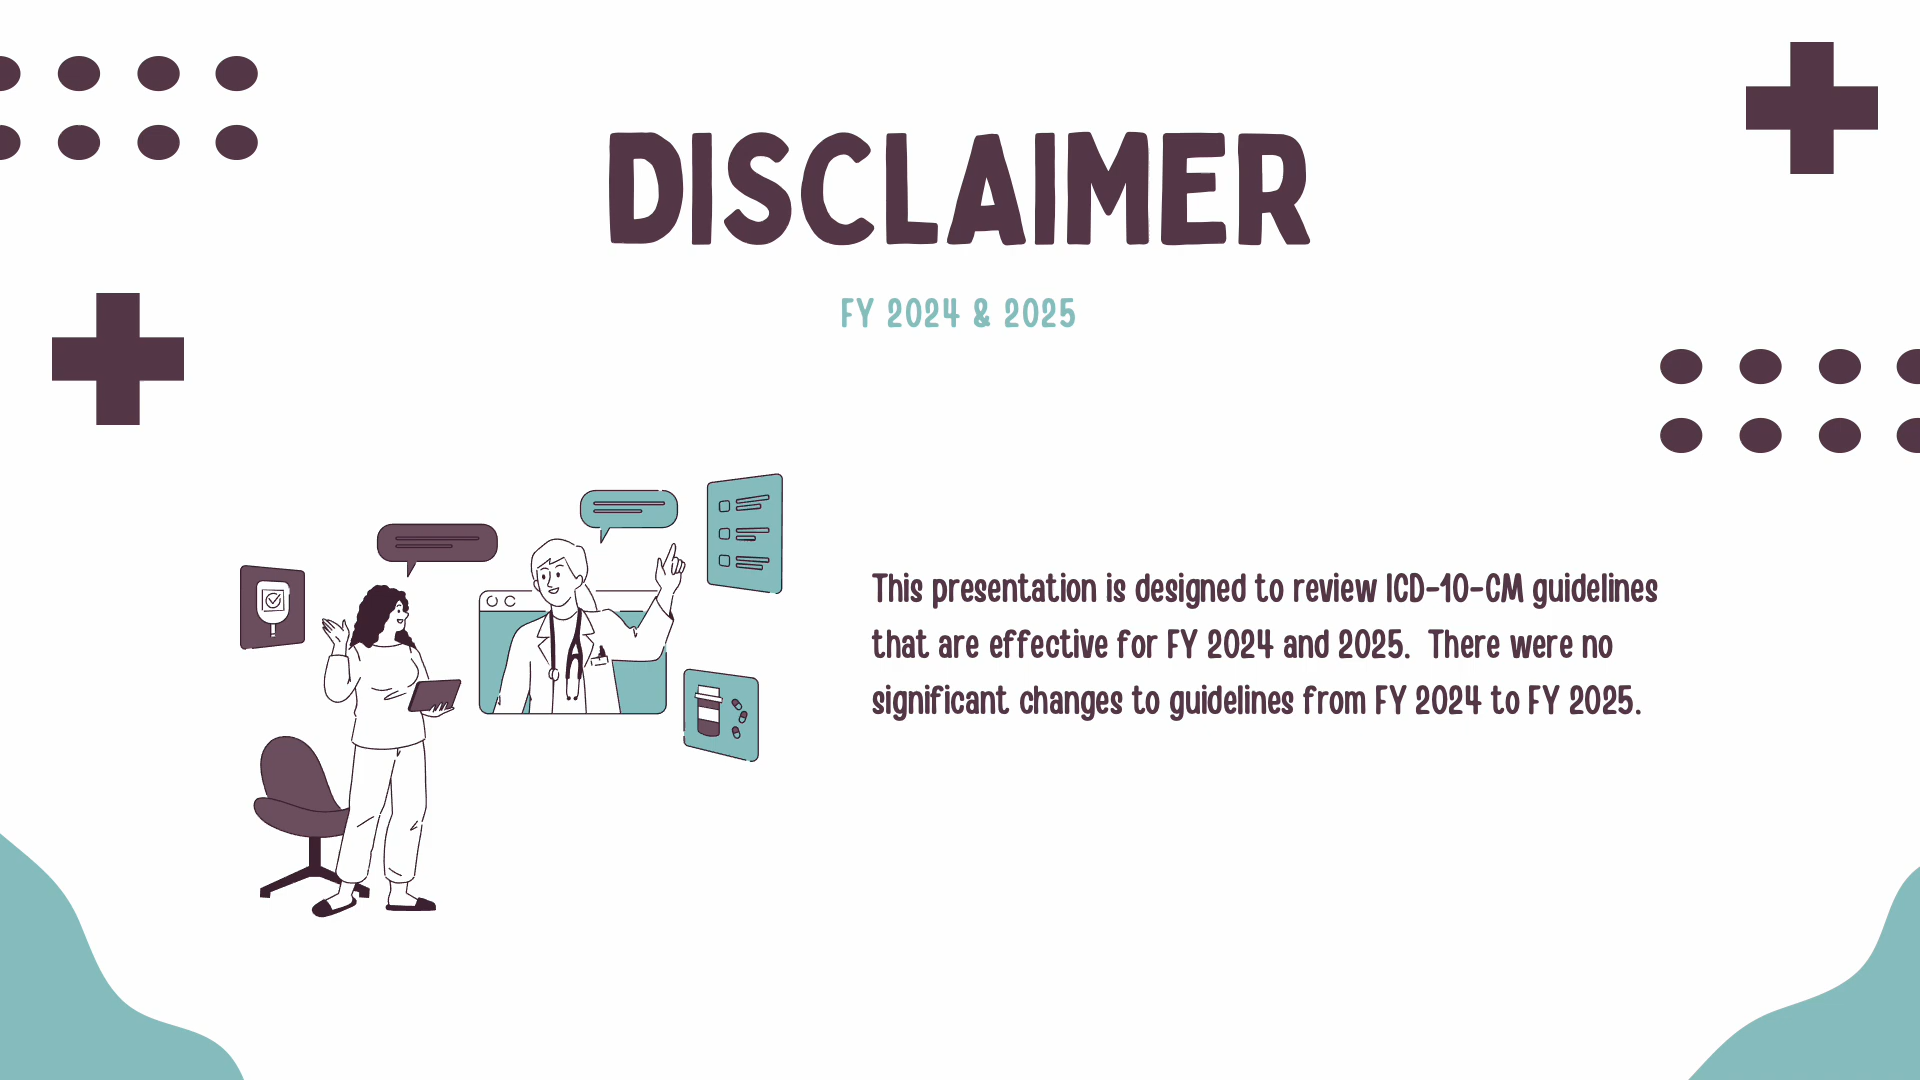 DISCLAIMER
FY 2024 & 2025
This presentation is designed to review ICD-10-CM guidelines
that are effective for FY 2024 and 2025.  There were no
significant changes to guidelines from FY 2024 to FY 2025.